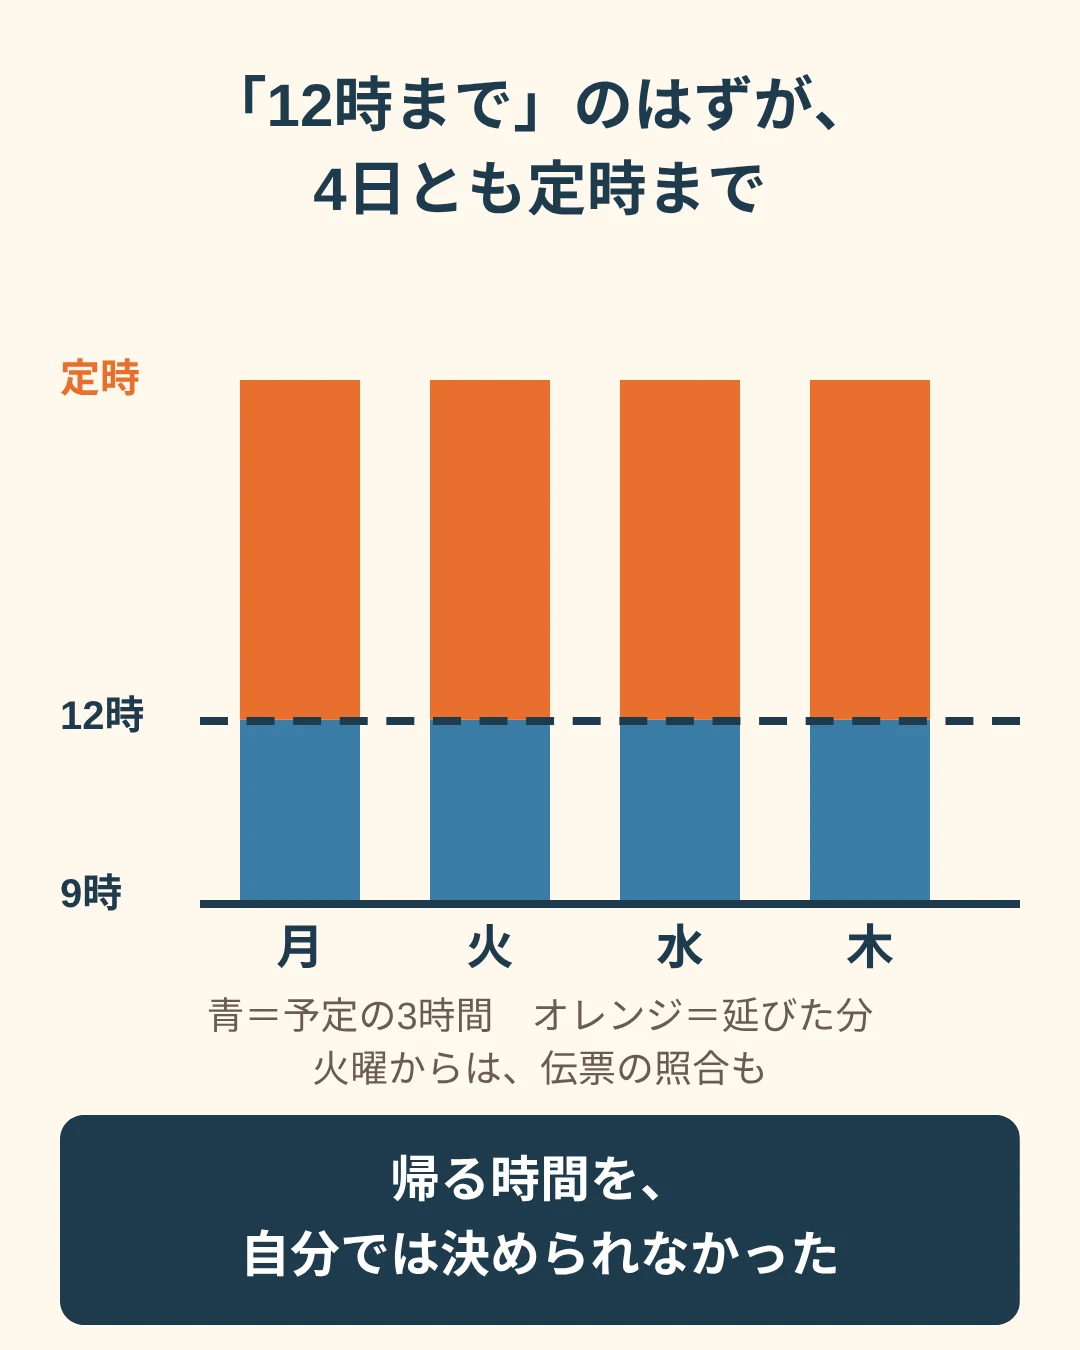 「12時まで」のはずが、
4日とも定時まで
定時
12時
9時
月 火 水 木
青＝予定の3時間　オレンジ＝延びた分
火曜からは、伝票の照合も
帰る時間を、
自分では決められなかった